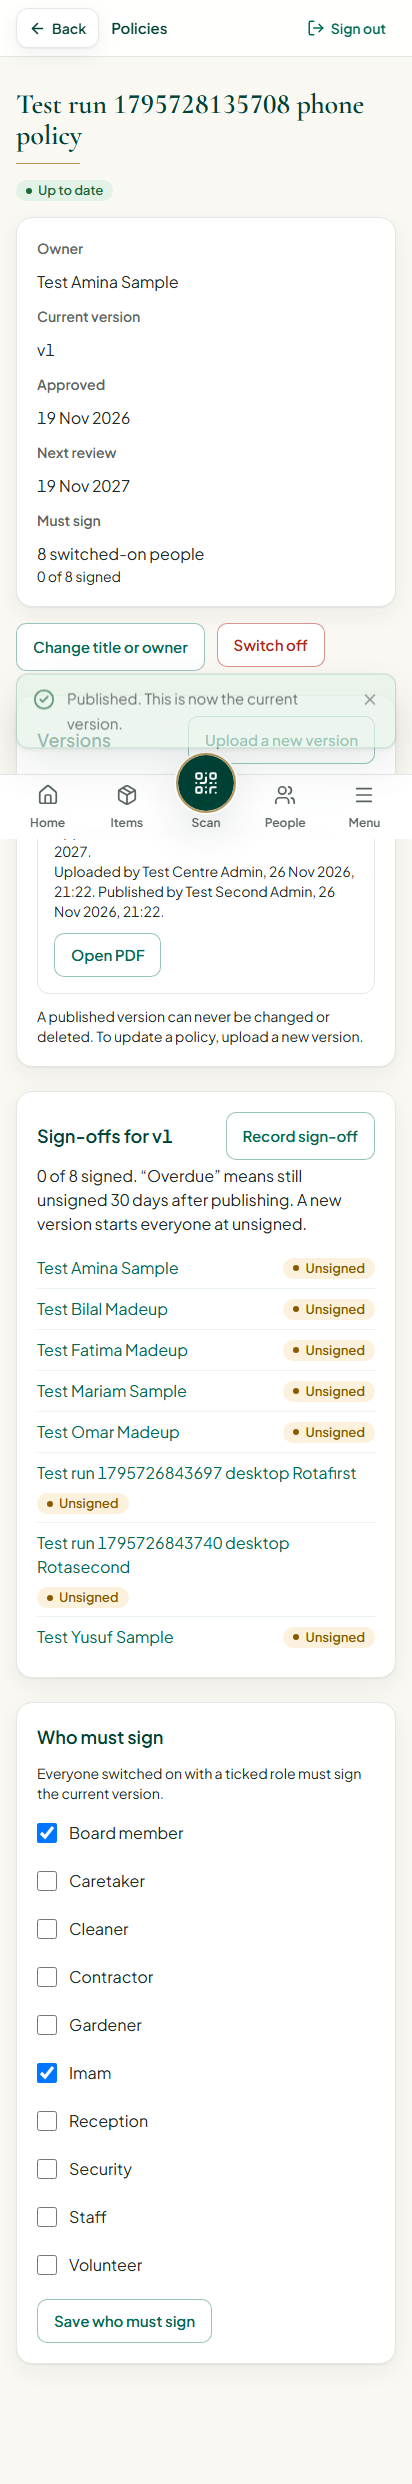 Back
Policies
Sign out
Test run 1795728135708 phone
policy
Up to date
Owner
Test Amina Sample
Current version
v1
Approved
19 Nov 2026
Next review
19 Nov 2027
Must sign
8 switched-on people
0 of 8 signed
Change title or owner
Switch off
Published. This is now the current
version.
Versions
Upload a new version
Home
Items
Scan
People
Menu
2027.
Uploaded by Test Centre Admin, 26 Nov 2026,
21:22. Published by Test Second Admin, 26
Nov 2026, 21:22.
Open PDF
A published version can never be changed or
deleted. To update a policy, upload a new version.
Sign-offs for v1
Record sign-off
0 of 8 signed. “Overdue” means still
unsigned 30 days after publishing. A new
version starts everyone at unsigned.
Test Amina Sample
Unsigned
Test Bilal Madeup
Unsigned
Test Fatima Madeup
Unsigned
Test Mariam Sample
Unsigned
Test Omar Madeup
Unsigned
Test run 1795726843697 desktop Rotafirst
Unsigned
Test run 1795726843740 desktop
Rotasecond
Unsigned
Test Yusuf Sample
Unsigned
Who must sign
Everyone switched on with a ticked role must sign
the current version.
Board member
Caretaker
Cleaner
Contractor
Gardener
Imam
Reception
Security
Staff
Volunteer
Save who must sign